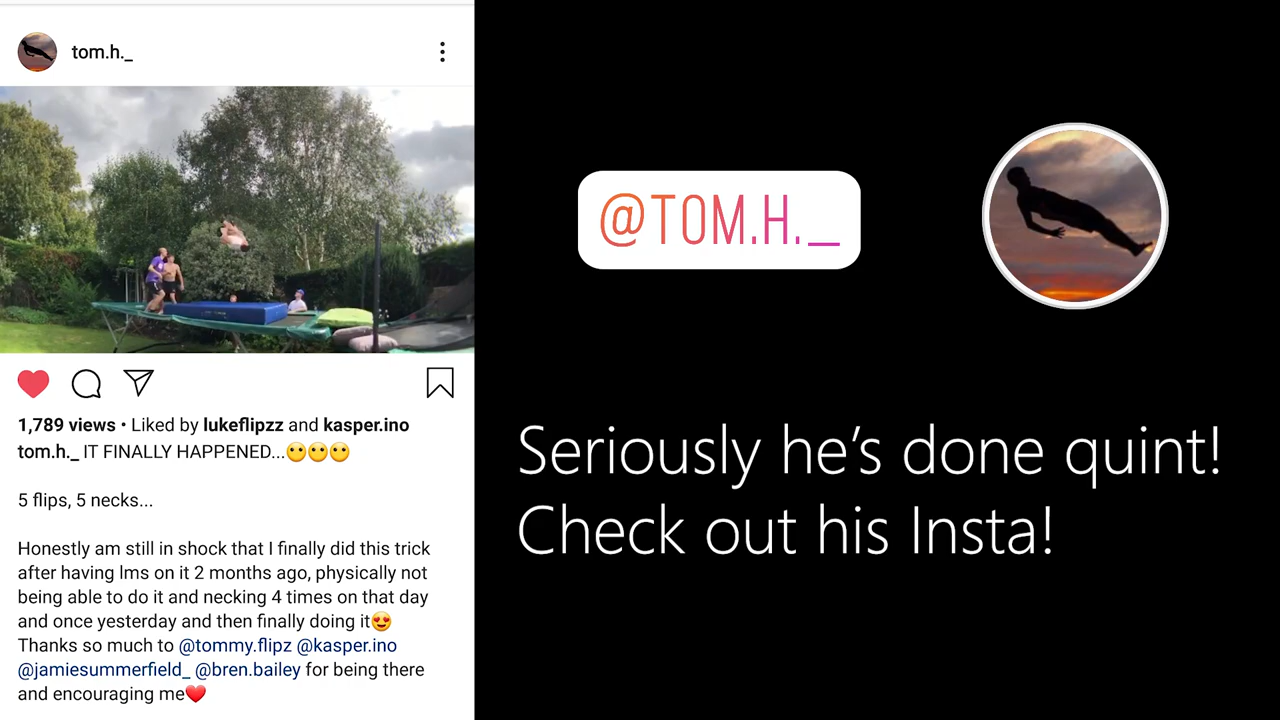 tom.h._
1,789 views • Liked by lukeflipzz and kasper.ino
tom.h._ IT FINALLY HAPPENED...😶😶😶
5 flips, 5 necks...
Honestly am still in shock that I finally did this trick
after having lms on it 2 months ago, physically not
being able to do it and necking 4 times on that day
and once yesterday and then finally doing it😍
Thanks so much to @tommy.flipz @kasper.ino
@jamiesummerfield_ @bren.bailey for being there
and encouraging me❤️
@TOM.H._
Seriously he's done quint!
Check out his Insta!